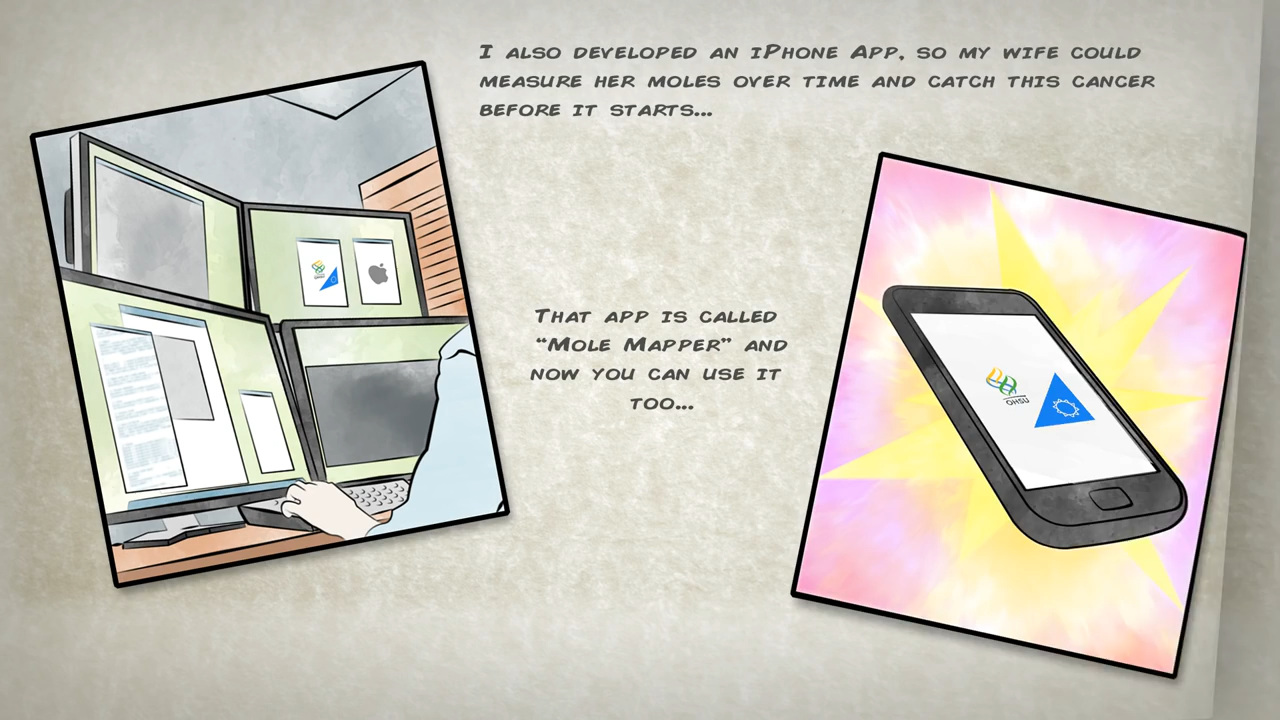 I ALSO DEVELOPED AN iPHONE APP, SO MY WIFE COULD
MEASURE HER MOLES OVER TIME AND CATCH THIS CANCER
BEFORE IT STARTS...
THAT APP IS CALLED
“MOLE MAPPER” AND
NOW YOU CAN USE IT
TOO...
OHSU